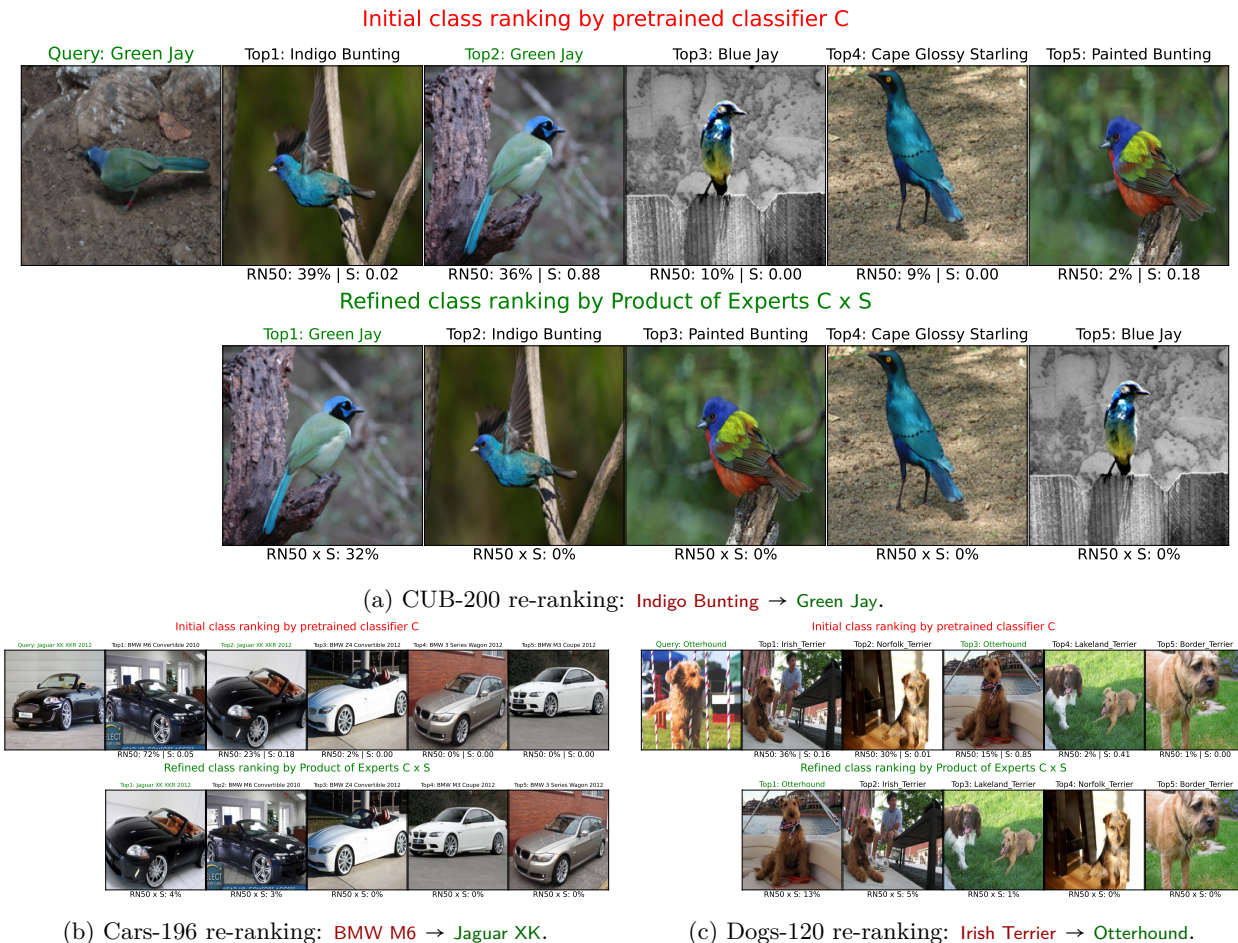 Initial class ranking by pretrained classifier C
Query: Green Jay Top1: Indigo Bunting Top2: Green Jay Top3: Blue Jay Top4: Cape Glossy Starling Top5: Painted Bunting
RN50: 39% | S: 0.02 RN50: 36% | S: 0.88 RN50: 10% | S: 0.00 RN50: 9% | S: 0.00 RN50: 2% | S: 0.18
Refined class ranking by Product of Experts C x S
Top1: Green Jay Top2: Indigo Bunting Top3: Painted Bunting Top4: Cape Glossy Starling Top5: Blue Jay
RN50 x S: 32% RN50 x S: 0% RN50 x S: 0% RN50 x S: 0% RN50 x S: 0%
(a) CUB-200 re-ranking: Indigo Bunting → Green Jay.
Initial class ranking by pretrained classifier C
Query: Jaguar XK XKR 2012 Top1: BMW M6 Convertible 2010 Top2: Jaguar XK XKR 2012 Top3: BMW Z4 Convertible 2012 Top4: BMW 3 Series Wagon 2012 Top5: BMW M3 Coupe 2012
RN50: 72% | S: 0.05 RN50: 23% | S: 0.18 RN50: 2% | S: 0.00 RN50: 0% | S: 0.00 RN50: 0% | S: 0.00
Refined class ranking by Product of Experts C x S
Top1: Jaguar XK XKR 2012 Top2: BMW M6 Convertible 2010 Top3: BMW Z4 Convertible 2012 Top4: BMW M3 Coupe 2012 Top5: BMW 3 Series Wagon 2012
RN50 x S: 4% RN50 x S: 3% RN50 x S: 0% RN50 x S: 0% RN50 x S: 0%
(b) Cars-196 re-ranking: BMW M6 → Jaguar XK.
Initial class ranking by pretrained classifier C
Query: Otterhound Top1: Irish_Terrier Top2: Norfolk_Terrier Top3: Otterhound Top4: Lakeland_Terrier Top5: Border_Terrier
RN50: 36% | S: 0.16 RN50: 30% | S: 0.01 RN50: 15% | S: 0.85 RN50: 2% | S: 0.41 RN50: 1% | S: 0.00
Refined class ranking by Product of Experts C x S
Top1: Otterhound Top2: Irish_Terrier Top3: Lakeland_Terrier Top4: Norfolk_Terrier Top5: Border_Terrier
RN50 x S: 13% RN50 x S: 5% RN50 x S: 1% RN50 x S: 0% RN50 x S: 0%
(c) Dogs-120 re-ranking: Irish Terrier → Otterhound.